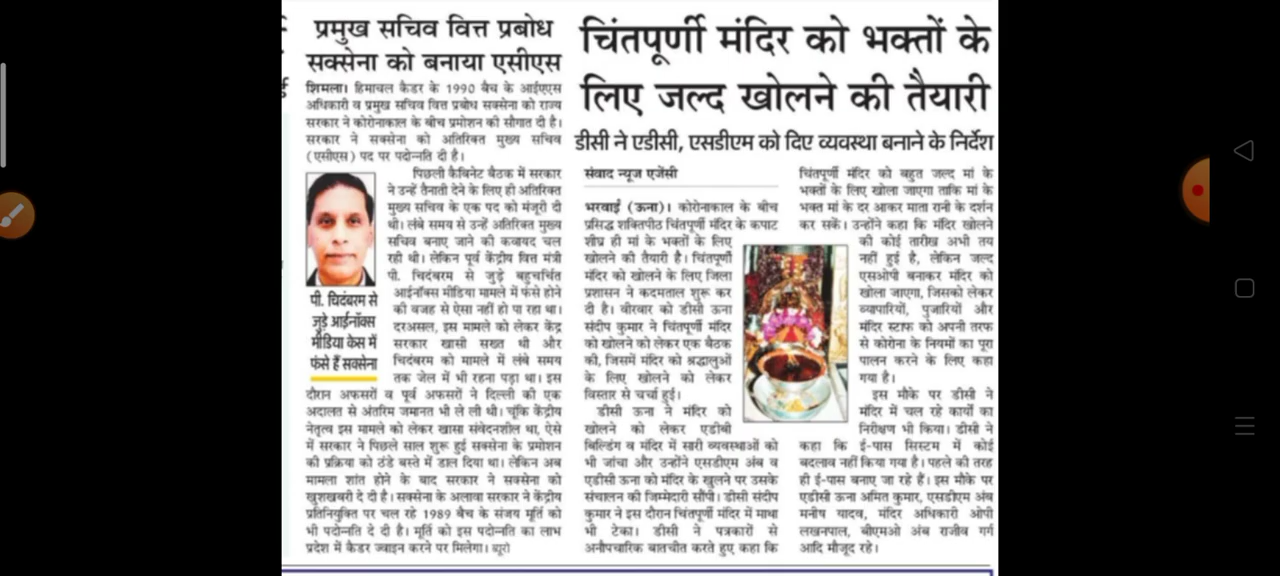 प्रमुख सचिव वित्त प्रबोध
सक्सेना को बनाया एसीएस
शिमला। हिमाचल कैडर के 1990 बैच के आईएएस
अधिकारी व प्रमुख सचिव वित्त प्रबोध सक्सेना को राज्य
सरकार ने कोरोनाकाल के बीच प्रमोशन की सौगात दी है।
सरकार ने सक्सेना को अतिरिक्त मुख्य सचिव
(एसीएस) पद पर पदोन्नति दी है।
पिछली कैबिनेट बैठक में सरकार
ने उन्हें तैनाती देने के लिए ही अतिरिक्त
मुख्य सचिव के एक पद को मंजूरी दी
थी। लंबे समय से उन्हें अतिरिक्त मुख्य
सचिव बनाए जाने की कवायद चल
रही थी। लेकिन पूर्व केंद्रीय वित्त मंत्री
पी. चिदंबरम से जुड़े बहुचर्चित
आईनॉक्स मीडिया मामले में फंसे होने
की वजह से ऐसा नहीं हो पा रहा था।
दरअसल, इस मामले को लेकर केंद्र
सरकार खासी सख्त थी और
चिदंबरम को मामले में लंबे समय
तक जेल में भी रहना पड़ा था। इस
पी. चिदंबरम से
जुड़े आईनॉक्स
मीडिया केस में
फंसे हैं सक्सेना
दौरान अफसरों व पूर्व अफसरों ने दिल्ली की एक
अदालत से अंतरिम जमानत भी ले ली थी। चूंकि केंद्रीय
नेतृत्व इस मामले को लेकर खासा संवेदनशील था, ऐसे
में सरकार ने पिछले साल शुरू हुई सक्सेना के प्रमोशन
की प्रक्रिया को ठंडे बस्ते में डाल दिया था। लेकिन अब
मामला शांत होने के बाद सरकार ने सक्सेना को
खुशखबरी दे दी है। सक्सेना के अलावा सरकार ने केंद्रीय
प्रतिनियुक्ति पर चल रहे 1989 बैच के संजय मूर्ति को
भी पदोन्नति दे दी है। मूर्ति को इस पदोन्नति का लाभ
प्रदेश में कैडर ज्वाइन करने पर मिलेगा। ब्यूरो
चिंतपूर्णी मंदिर को भक्तों के
लिए जल्द खोलने की तैयारी
डीसी ने एडीसी, एसडीएम को दिए व्यवस्था बनाने के निर्देश
संवाद न्यूज एजेंसी
भरवाईं (ऊना)। कोरोनाकाल के बीच
प्रसिद्ध शक्तिपीठ चिंतपूर्णी मंदिर के कपाट
शीघ्र ही मां के भक्तों के लिए
खोलने की तैयारी है। चिंतपूर्णी
मंदिर को खोलने के लिए जिला
प्रशासन ने कदमताल शुरू कर
दी है। वीरवार को डीसी ऊना
संदीप कुमार ने चिंतपूर्णी मंदिर
को खोलने को लेकर एक बैठक
की, जिसमें मंदिर को श्रद्धालुओं
के लिए खोलने को लेकर
विस्तार से चर्चा हुई।
डीसी ऊना ने मंदिर को
खोलने को लेकर एडीबी
बिल्डिंग व मंदिर में सारी व्यवस्थाओं को
भी जांचा और उन्होंने एसडीएम अंब व
एडीसी ऊना को मंदिर के खुलने पर उसके
संचालन की जिम्मेदारी सौंपी। डीसी संदीप
कुमार ने इस दौरान चिंतपूर्णी मंदिर में माथा
भी टेका। डीसी ने पत्रकारों से
अनौपचारिक बातचीत करते हुए कहा कि
चिंतपूर्णी मंदिर को बहुत जल्द मां के
भक्तों के लिए खोला जाएगा ताकि मां के
भक्त मां के दर आकर माता रानी के दर्शन
कर सकें। उन्होंने कहा कि मंदिर खोलने
की कोई तारीख अभी तय
नहीं हुई है, लेकिन जल्द
एसओपी बनाकर मंदिर को
खोला जाएगा, जिसको लेकर
व्यापारियों, पुजारियों और
मंदिर स्टाफ को अपनी तरफ
से कोरोना के नियमों का पूरा
पालन करने के लिए कहा
गया है।
इस मौके पर डीसी ने
मंदिर में चल रहे कार्यों का
निरीक्षण भी किया। डीसी ने
कहा कि ई-पास सिस्टम में कोई
बदलाव नहीं किया गया है। पहले की तरह
ही ई-पास बनाए जा रहे हैं। इस मौके पर
एडीसी ऊना अमित कुमार, एसडीएम अंब
मनीष यादव, मंदिर अधिकारी ओपी
लखनपाल, बीएमओ अंब राजीव गर्ग
आदि मौजूद रहे।